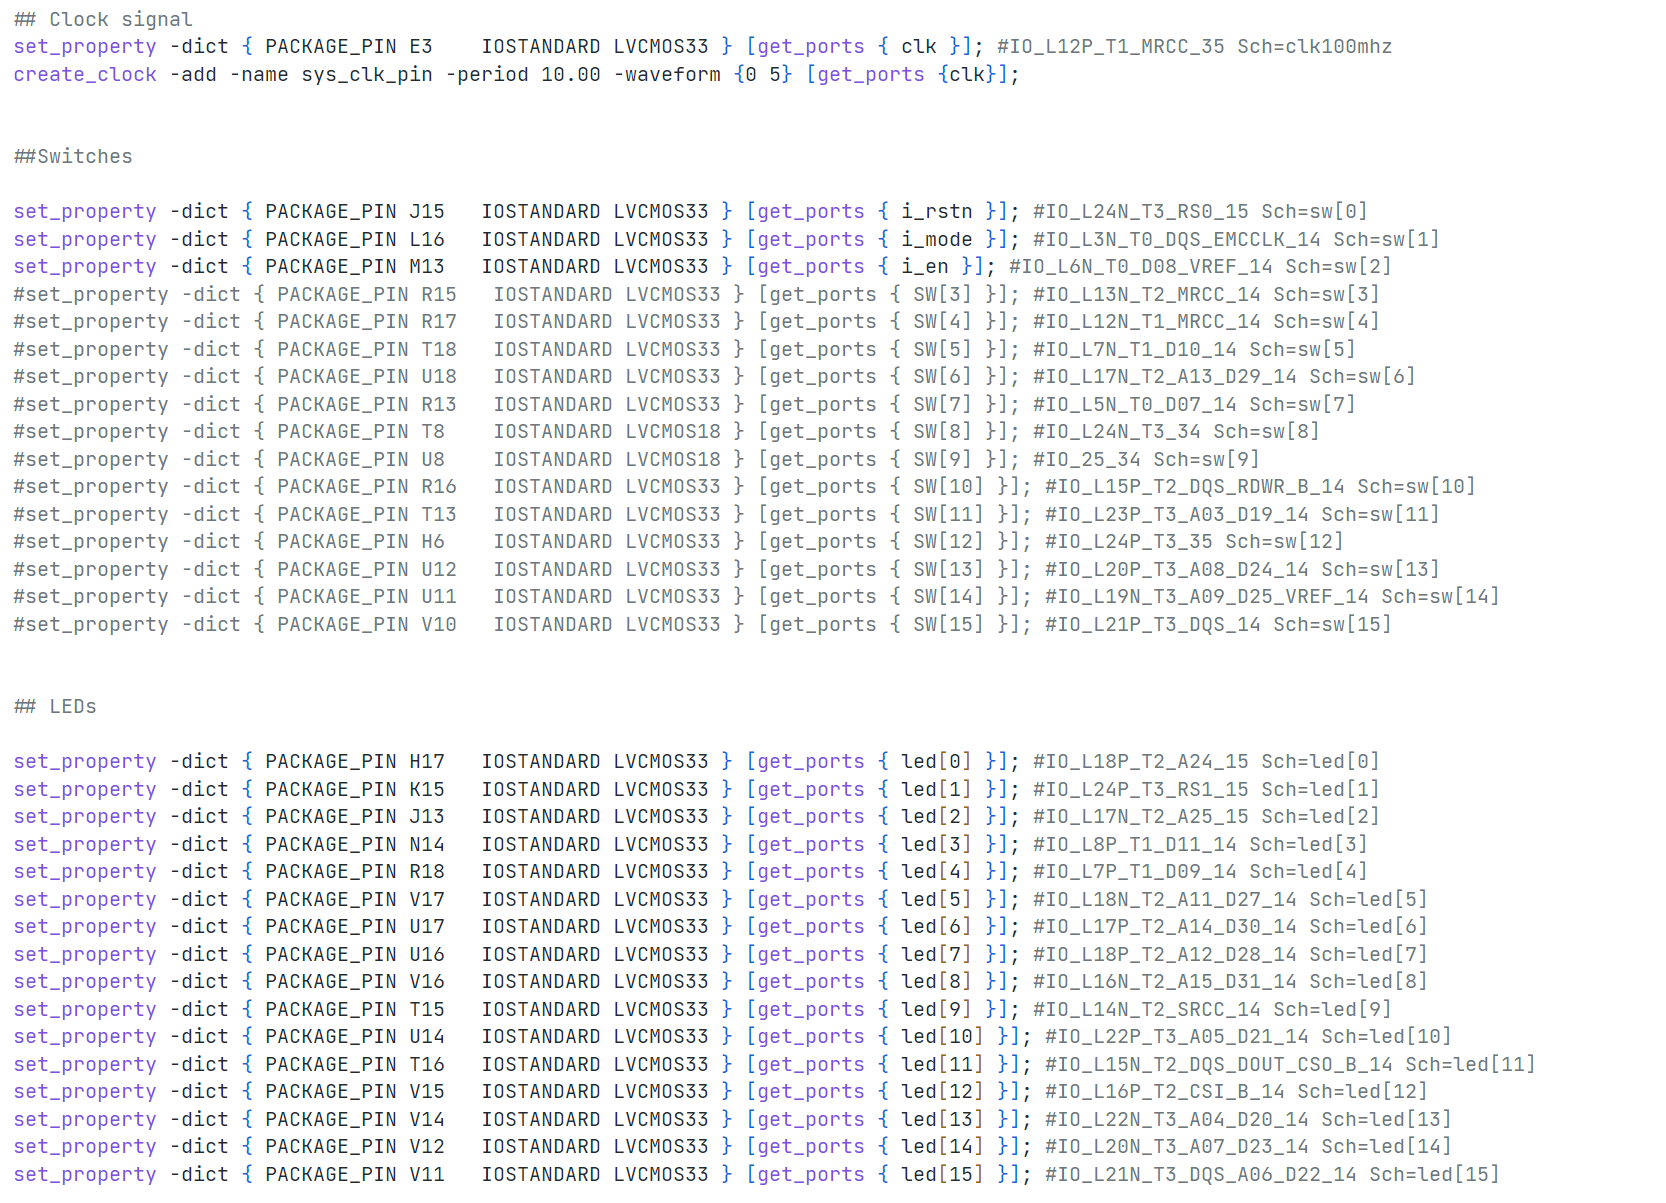 ## Clock signal
set_property -dict { PACKAGE_PIN E3    IOSTANDARD LVCMOS33 } [get_ports { clk }]; #IO_L12P_T1_MRCC_35 Sch=clk100mhz
create_clock -add -name sys_clk_pin -period 10.00 -waveform {0 5} [get_ports {clk}];
##Switches
set_property -dict { PACKAGE_PIN J15   IOSTANDARD LVCMOS33 } [get_ports { i_rstn }]; #IO_L24N_T3_RS0_15 Sch=sw[0]
set_property -dict { PACKAGE_PIN L16   IOSTANDARD LVCMOS33 } [get_ports { i_mode }]; #IO_L3N_T0_DQS_EMCCLK_14 Sch=sw[1]
set_property -dict { PACKAGE_PIN M13   IOSTANDARD LVCMOS33 } [get_ports { i_en }]; #IO_L6N_T0_D08_VREF_14 Sch=sw[2]
#set_property -dict { PACKAGE_PIN R15   IOSTANDARD LVCMOS33 } [get_ports { SW[3] }]; #IO_L13N_T2_MRCC_14 Sch=sw[3]
#set_property -dict { PACKAGE_PIN R17   IOSTANDARD LVCMOS33 } [get_ports { SW[4] }]; #IO_L12N_T1_MRCC_14 Sch=sw[4]
#set_property -dict { PACKAGE_PIN T18   IOSTANDARD LVCMOS33 } [get_ports { SW[5] }]; #IO_L7N_T1_D10_14 Sch=sw[5]
#set_property -dict { PACKAGE_PIN U18   IOSTANDARD LVCMOS33 } [get_ports { SW[6] }]; #IO_L17N_T2_A13_D29_14 Sch=sw[6]
#set_property -dict { PACKAGE_PIN R13   IOSTANDARD LVCMOS33 } [get_ports { SW[7] }]; #IO_L5N_T0_D07_14 Sch=sw[7]
#set_property -dict { PACKAGE_PIN T8    IOSTANDARD LVCMOS18 } [get_ports { SW[8] }]; #IO_L24N_T3_34 Sch=sw[8]
#set_property -dict { PACKAGE_PIN U8    IOSTANDARD LVCMOS18 } [get_ports { SW[9] }]; #IO_25_34 Sch=sw[9]
#set_property -dict { PACKAGE_PIN R16   IOSTANDARD LVCMOS33 } [get_ports { SW[10] }]; #IO_L15P_T2_DQS_RDWR_B_14 Sch=sw[10]
#set_property -dict { PACKAGE_PIN T13   IOSTANDARD LVCMOS33 } [get_ports { SW[11] }]; #IO_L23P_T3_A03_D19_14 Sch=sw[11]
#set_property -dict { PACKAGE_PIN H6    IOSTANDARD LVCMOS33 } [get_ports { SW[12] }]; #IO_L24P_T3_35 Sch=sw[12]
#set_property -dict { PACKAGE_PIN U12   IOSTANDARD LVCMOS33 } [get_ports { SW[13] }]; #IO_L20P_T3_A08_D24_14 Sch=sw[13]
#set_property -dict { PACKAGE_PIN U11   IOSTANDARD LVCMOS33 } [get_ports { SW[14] }]; #IO_L19N_T3_A09_D25_VREF_14 Sch=sw[14]
#set_property -dict { PACKAGE_PIN V10   IOSTANDARD LVCMOS33 } [get_ports { SW[15] }]; #IO_L21P_T3_DQS_14 Sch=sw[15]
## LEDs
set_property -dict { PACKAGE_PIN H17   IOSTANDARD LVCMOS33 } [get_ports { led[0] }]; #IO_L18P_T2_A24_15 Sch=led[0]
set_property -dict { PACKAGE_PIN K15   IOSTANDARD LVCMOS33 } [get_ports { led[1] }]; #IO_L24P_T3_RS1_15 Sch=led[1]
set_property -dict { PACKAGE_PIN J13   IOSTANDARD LVCMOS33 } [get_ports { led[2] }]; #IO_L17N_T2_A25_15 Sch=led[2]
set_property -dict { PACKAGE_PIN N14   IOSTANDARD LVCMOS33 } [get_ports { led[3] }]; #IO_L8P_T1_D11_14 Sch=led[3]
set_property -dict { PACKAGE_PIN R18   IOSTANDARD LVCMOS33 } [get_ports { led[4] }]; #IO_L7P_T1_D09_14 Sch=led[4]
set_property -dict { PACKAGE_PIN V17   IOSTANDARD LVCMOS33 } [get_ports { led[5] }]; #IO_L18N_T2_A11_D27_14 Sch=led[5]
set_property -dict { PACKAGE_PIN U17   IOSTANDARD LVCMOS33 } [get_ports { led[6] }]; #IO_L17P_T2_A14_D30_14 Sch=led[6]
set_property -dict { PACKAGE_PIN U16   IOSTANDARD LVCMOS33 } [get_ports { led[7] }]; #IO_L18P_T2_A12_D28_14 Sch=led[7]
set_property -dict { PACKAGE_PIN V16   IOSTANDARD LVCMOS33 } [get_ports { led[8] }]; #IO_L16N_T2_A15_D31_14 Sch=led[8]
set_property -dict { PACKAGE_PIN T15   IOSTANDARD LVCMOS33 } [get_ports { led[9] }]; #IO_L14N_T2_SRCC_14 Sch=led[9]
set_property -dict { PACKAGE_PIN U14   IOSTANDARD LVCMOS33 } [get_ports { led[10] }]; #IO_L22P_T3_A05_D21_14 Sch=led[10]
set_property -dict { PACKAGE_PIN T16   IOSTANDARD LVCMOS33 } [get_ports { led[11] }]; #IO_L15N_T2_DQS_DOUT_CSO_B_14 Sch=led[11]
set_property -dict { PACKAGE_PIN V15   IOSTANDARD LVCMOS33 } [get_ports { led[12] }]; #IO_L16P_T2_CSI_B_14 Sch=led[12]
set_property -dict { PACKAGE_PIN V14   IOSTANDARD LVCMOS33 } [get_ports { led[13] }]; #IO_L22N_T3_A04_D20_14 Sch=led[13]
set_property -dict { PACKAGE_PIN V12   IOSTANDARD LVCMOS33 } [get_ports { led[14] }]; #IO_L20N_T3_A07_D23_14 Sch=led[14]
set_property -dict { PACKAGE_PIN V11   IOSTANDARD LVCMOS33 } [get_ports { led[15] }]; #IO_L21N_T3_DQS_A06_D22_14 Sch=led[15]